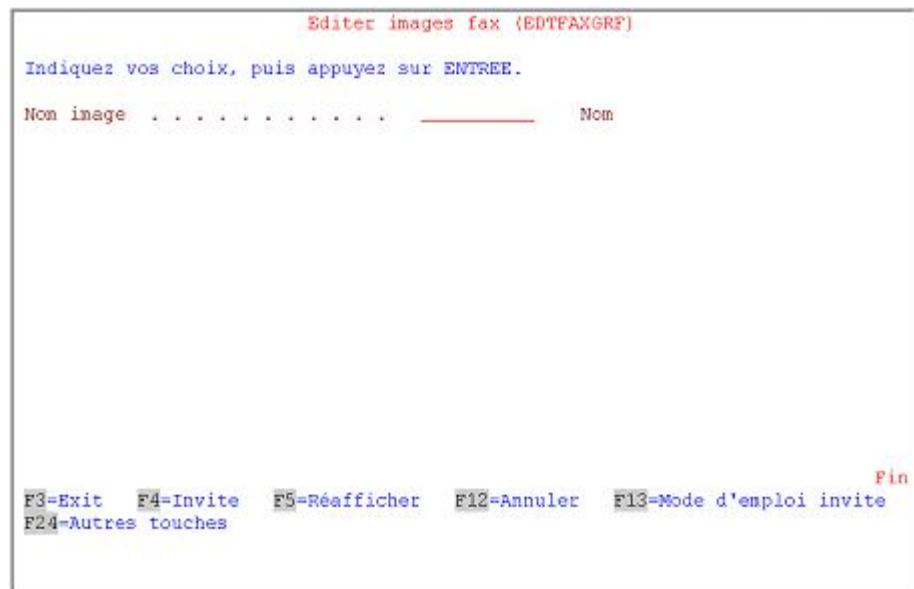 Editer images fax (EDTFAXGRF)
Indiquez vos choix, puis appuyez sur ENTREE.
Nom image . . . . . . . . . . . __________ Nom
Fin
F3=Exit F4=Invite F5=Réafficher F12=Annuler F13=Mode d'emploi invite
F24=Autres touches